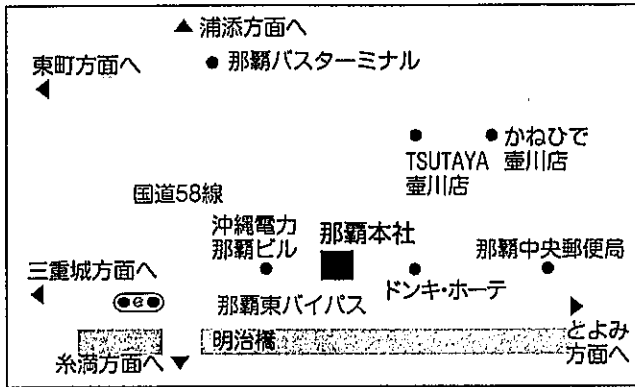 ▲ 浦添方面へ
東町方面へ
◀
● 那覇バスターミナル
● TSUTAYA
壷川店
● かねひで
壷川店
国道58線
沖縄電力
那覇ビル
那覇本社
那覇中央郵便局
三重城方面へ
◀
那覇東バイパス
ドンキ・ホーテ
▶
とよみ
方面へ
明治橋
糸満方面へ ▼